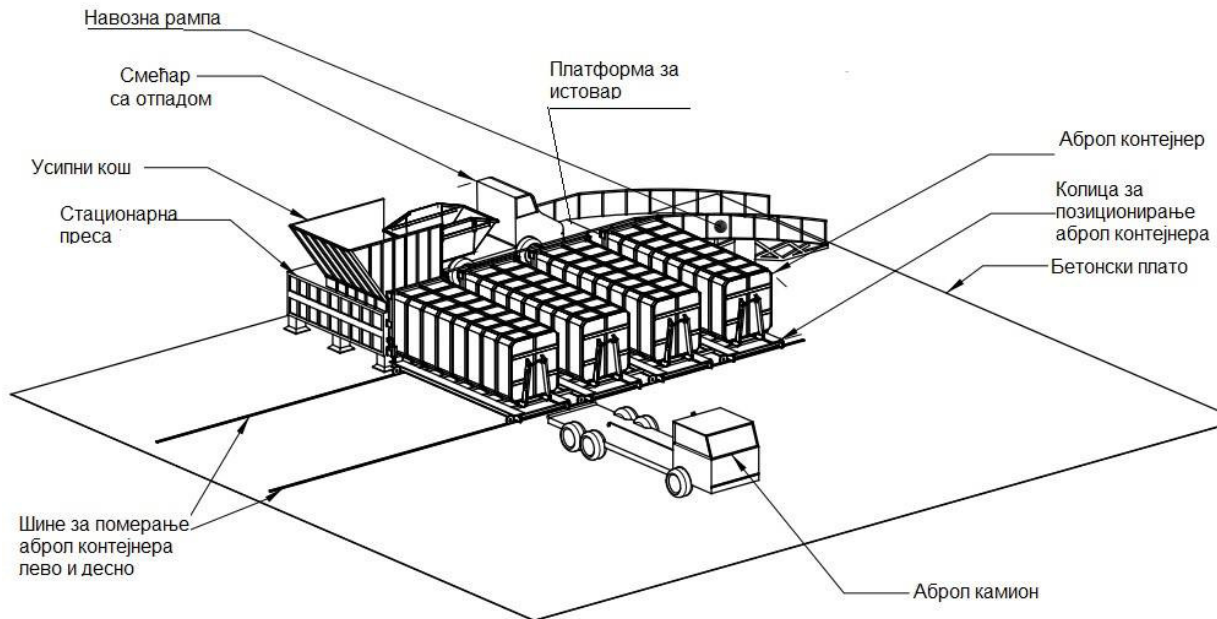 Навозна рампа
Смећар
са отпадом
Платформа за
истовар
Аброл контејнер
Усипни кош
Колица за
позиционирање
аброл контејнера
Стационарна
преса
Бетонски плато
Шине за померање
аброл контејнера
лево и десно
Аброл камион